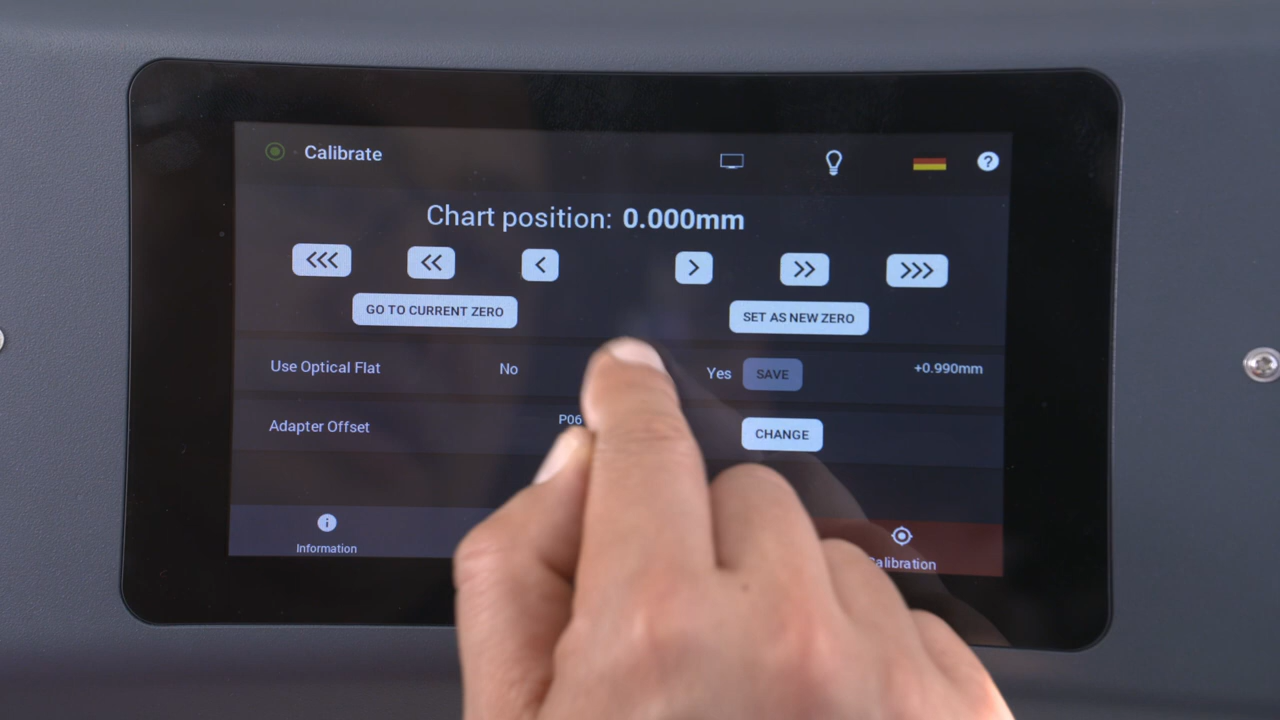 Calibrate
?
Chart position: 0.000mm
<<< << < > >> >>>
GO TO CURRENT ZERO SET AS NEW ZERO
Use Optical Flat No Yes SAVE +0.990mm
Adapter Offset P06 CHANGE
Information Calibration